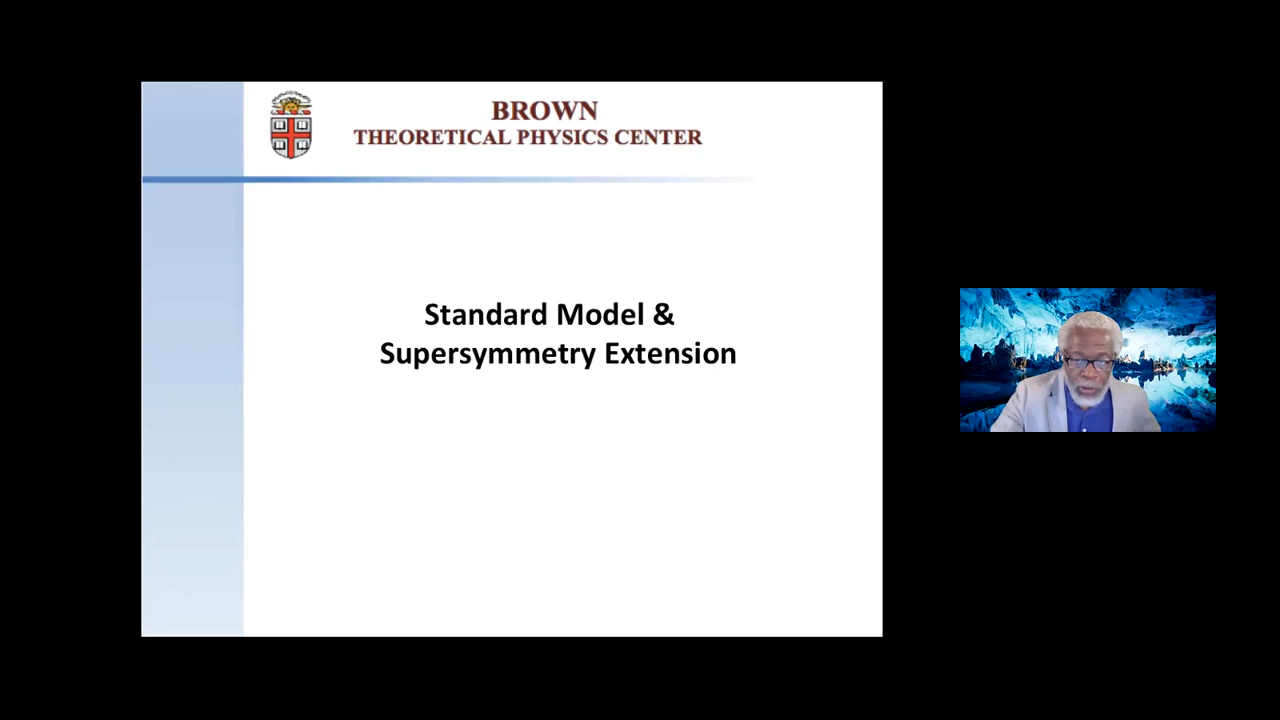 BROWN
THEORETICAL PHYSICS CENTER
Standard Model &
Supersymmetry Extension